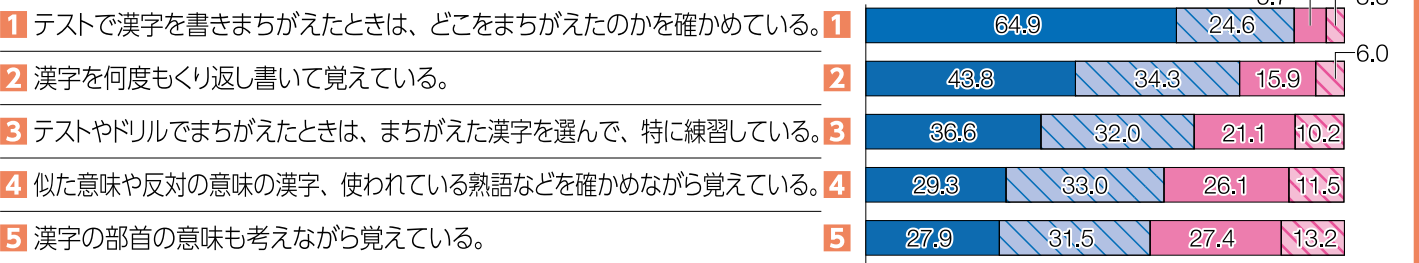 1 テストで漢字を書きまちがえたときは、どこをまちがえたのかを確かめている。 1 64.9 24.6
2 漢字を何度もくり返し書いて覚えている。 2 43.8 34.3 15.9 6.0
3 テストやドリルでまちがえたときは、まちがえた漢字を選んで、特に練習している。 3 36.6 32.0 21.1 10.2
4 似た意味や反対の意味の漢字、使われている熟語などを確かめながら覚えている。 4 29.3 33.0 26.1 11.5
5 漢字の部首の意味も考えながら覚えている。 5 27.9 31.5 27.4 13.2